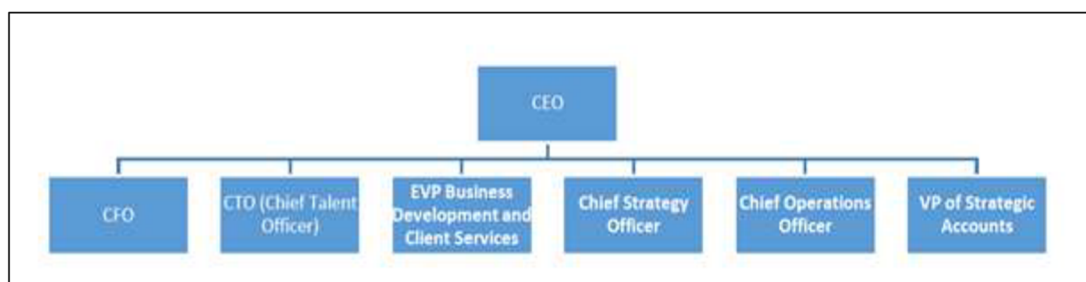 CEO
CFO
CTO (Chief Talent
Officer)
EVP Business
Development and
Client Services
Chief Strategy
Officer
Chief Operations
Officer
VP of Strategic
Accounts